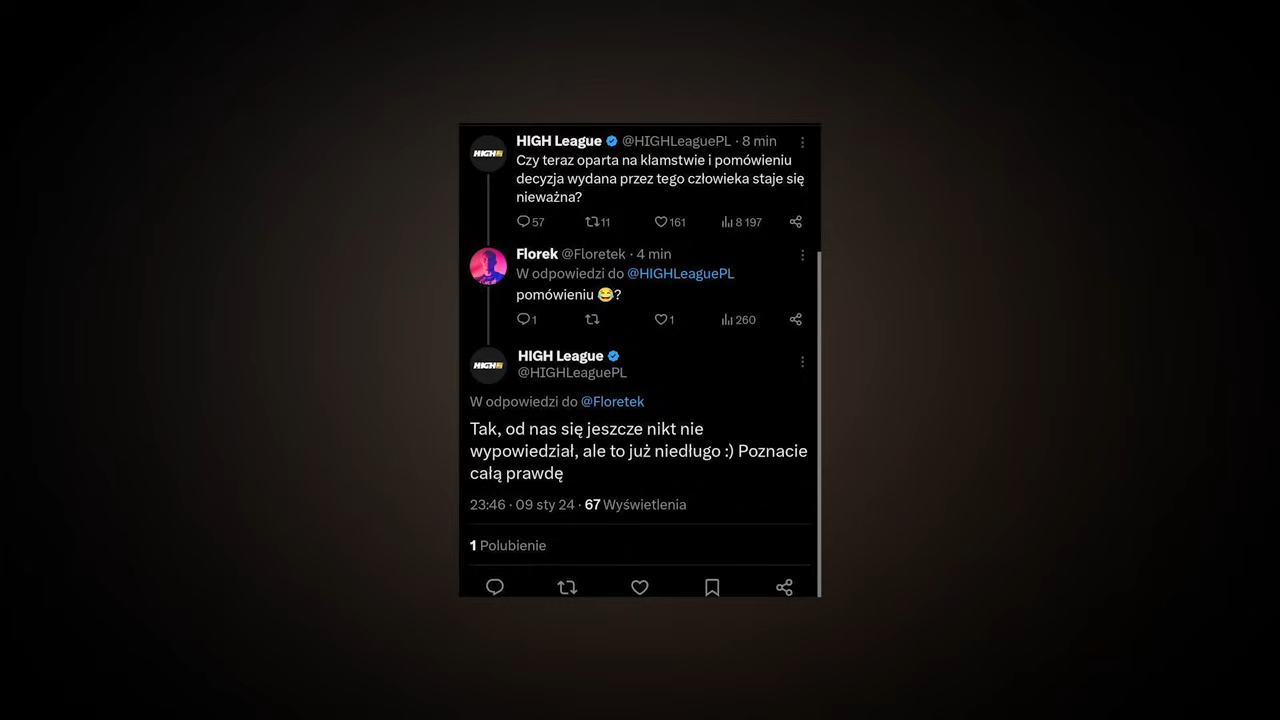 HIGH League @HIGHLeaguePL · 8 min
HIGH
Czy teraz oparta na kłamstwie i pomówieniu
decyzja wydana przez tego człowieka staje się
nieważna?
57 11 161 8 197
Florek @Floretek · 4 min
W odpowiedzi do @HIGHLeaguePL
pomówieniu 😂?
1 1 260
HIGH League
HIGH
@HIGHLeaguePL
W odpowiedzi do @Floretek
Tak, od nas się jeszcze nikt nie
wypowiedział, ale to już niedługo :) Poznacie
całą prawdę
23:46 · 09 sty 24 · 67 Wyświetlenia
1 Polubienie